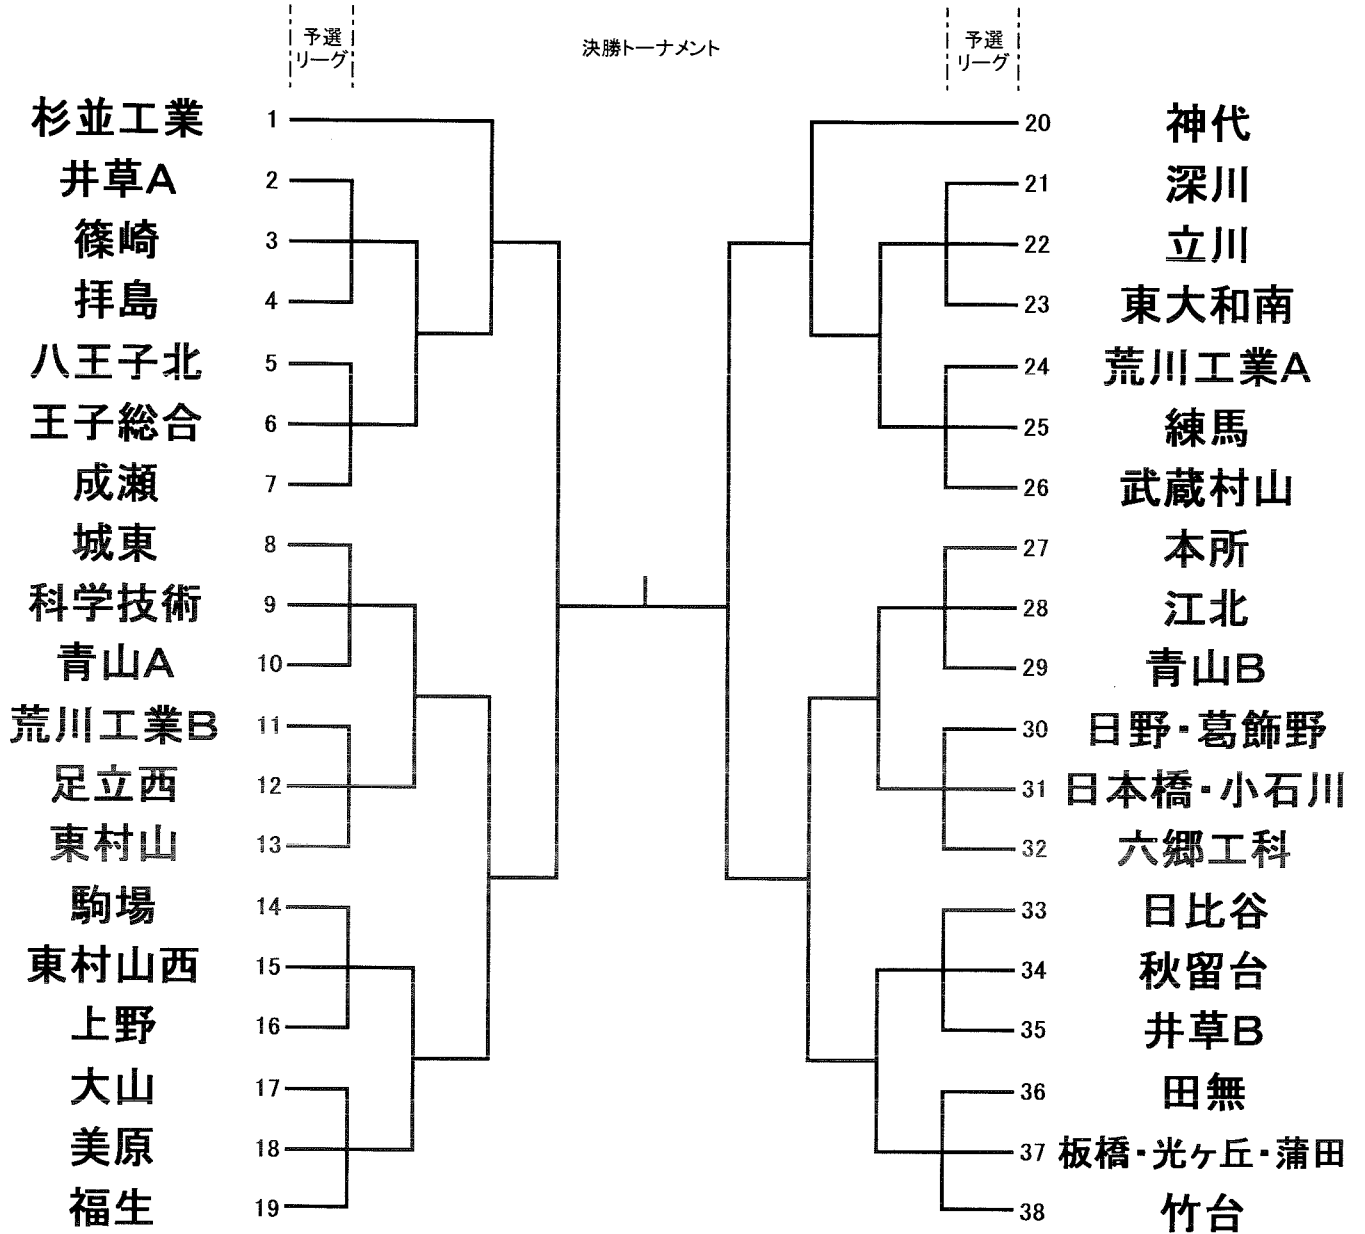 予選
リーグ
決勝トーナメント
予選
リーグ
杉並工業 1
井草A 2
篠崎 3
拝島 4
八王子北 5
王子総合 6
成瀬 7
城東 8
科学技術 9
青山A 10
荒川工業B 11
足立西 12
東村山 13
駒場 14
東村山西 15
上野 16
大山 17
美原 18
福生 19
20 神代
21 深川
22 立川
23 東大和南
24 荒川工業A
25 練馬
26 武蔵村山
27 本所
28 江北
29 青山B
30 日野・葛飾野
31 日本橋・小石川
32 六郷工科
33 日比谷
34 秋留台
35 井草B
36 田無
37 板橋・光ヶ丘・蒲田
38 竹台